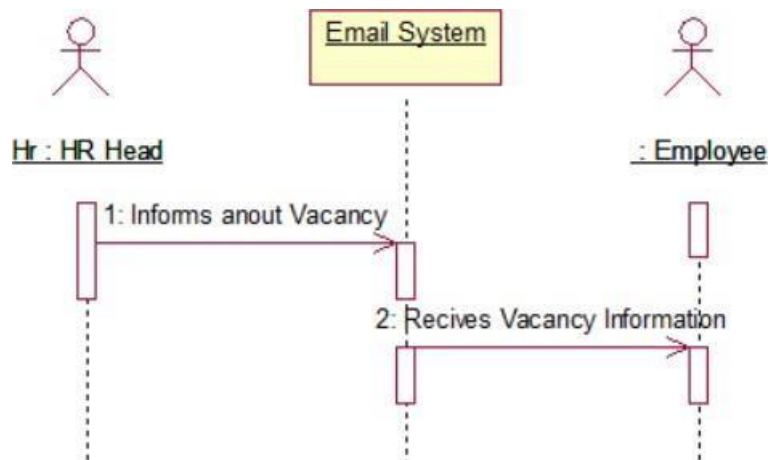 Email System
Hr : HR Head
: Employee
1: Informs anout Vacancy
2: Recives Vacancy Information